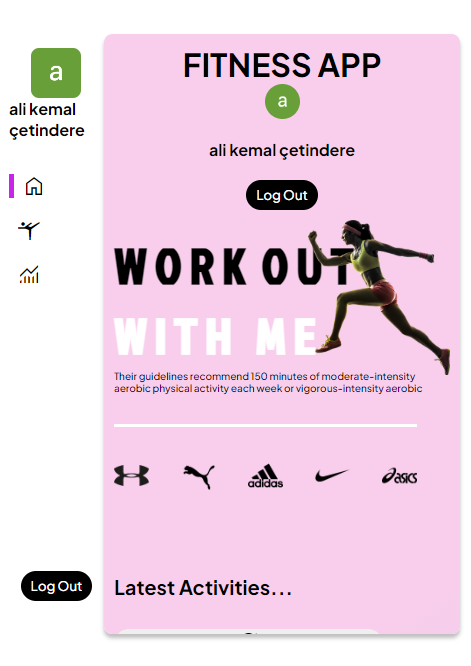 a
ali kemal
çetindere
Log Out
FITNESS APP
a
ali kemal çetindere
Log Out
WORK OUT
WITH ME
Their guidelines recommend 150 minutes of moderate-intensity
aerobic physical activity each week or vigorous-intensity aerobic
adidas
asics
Latest Activities...